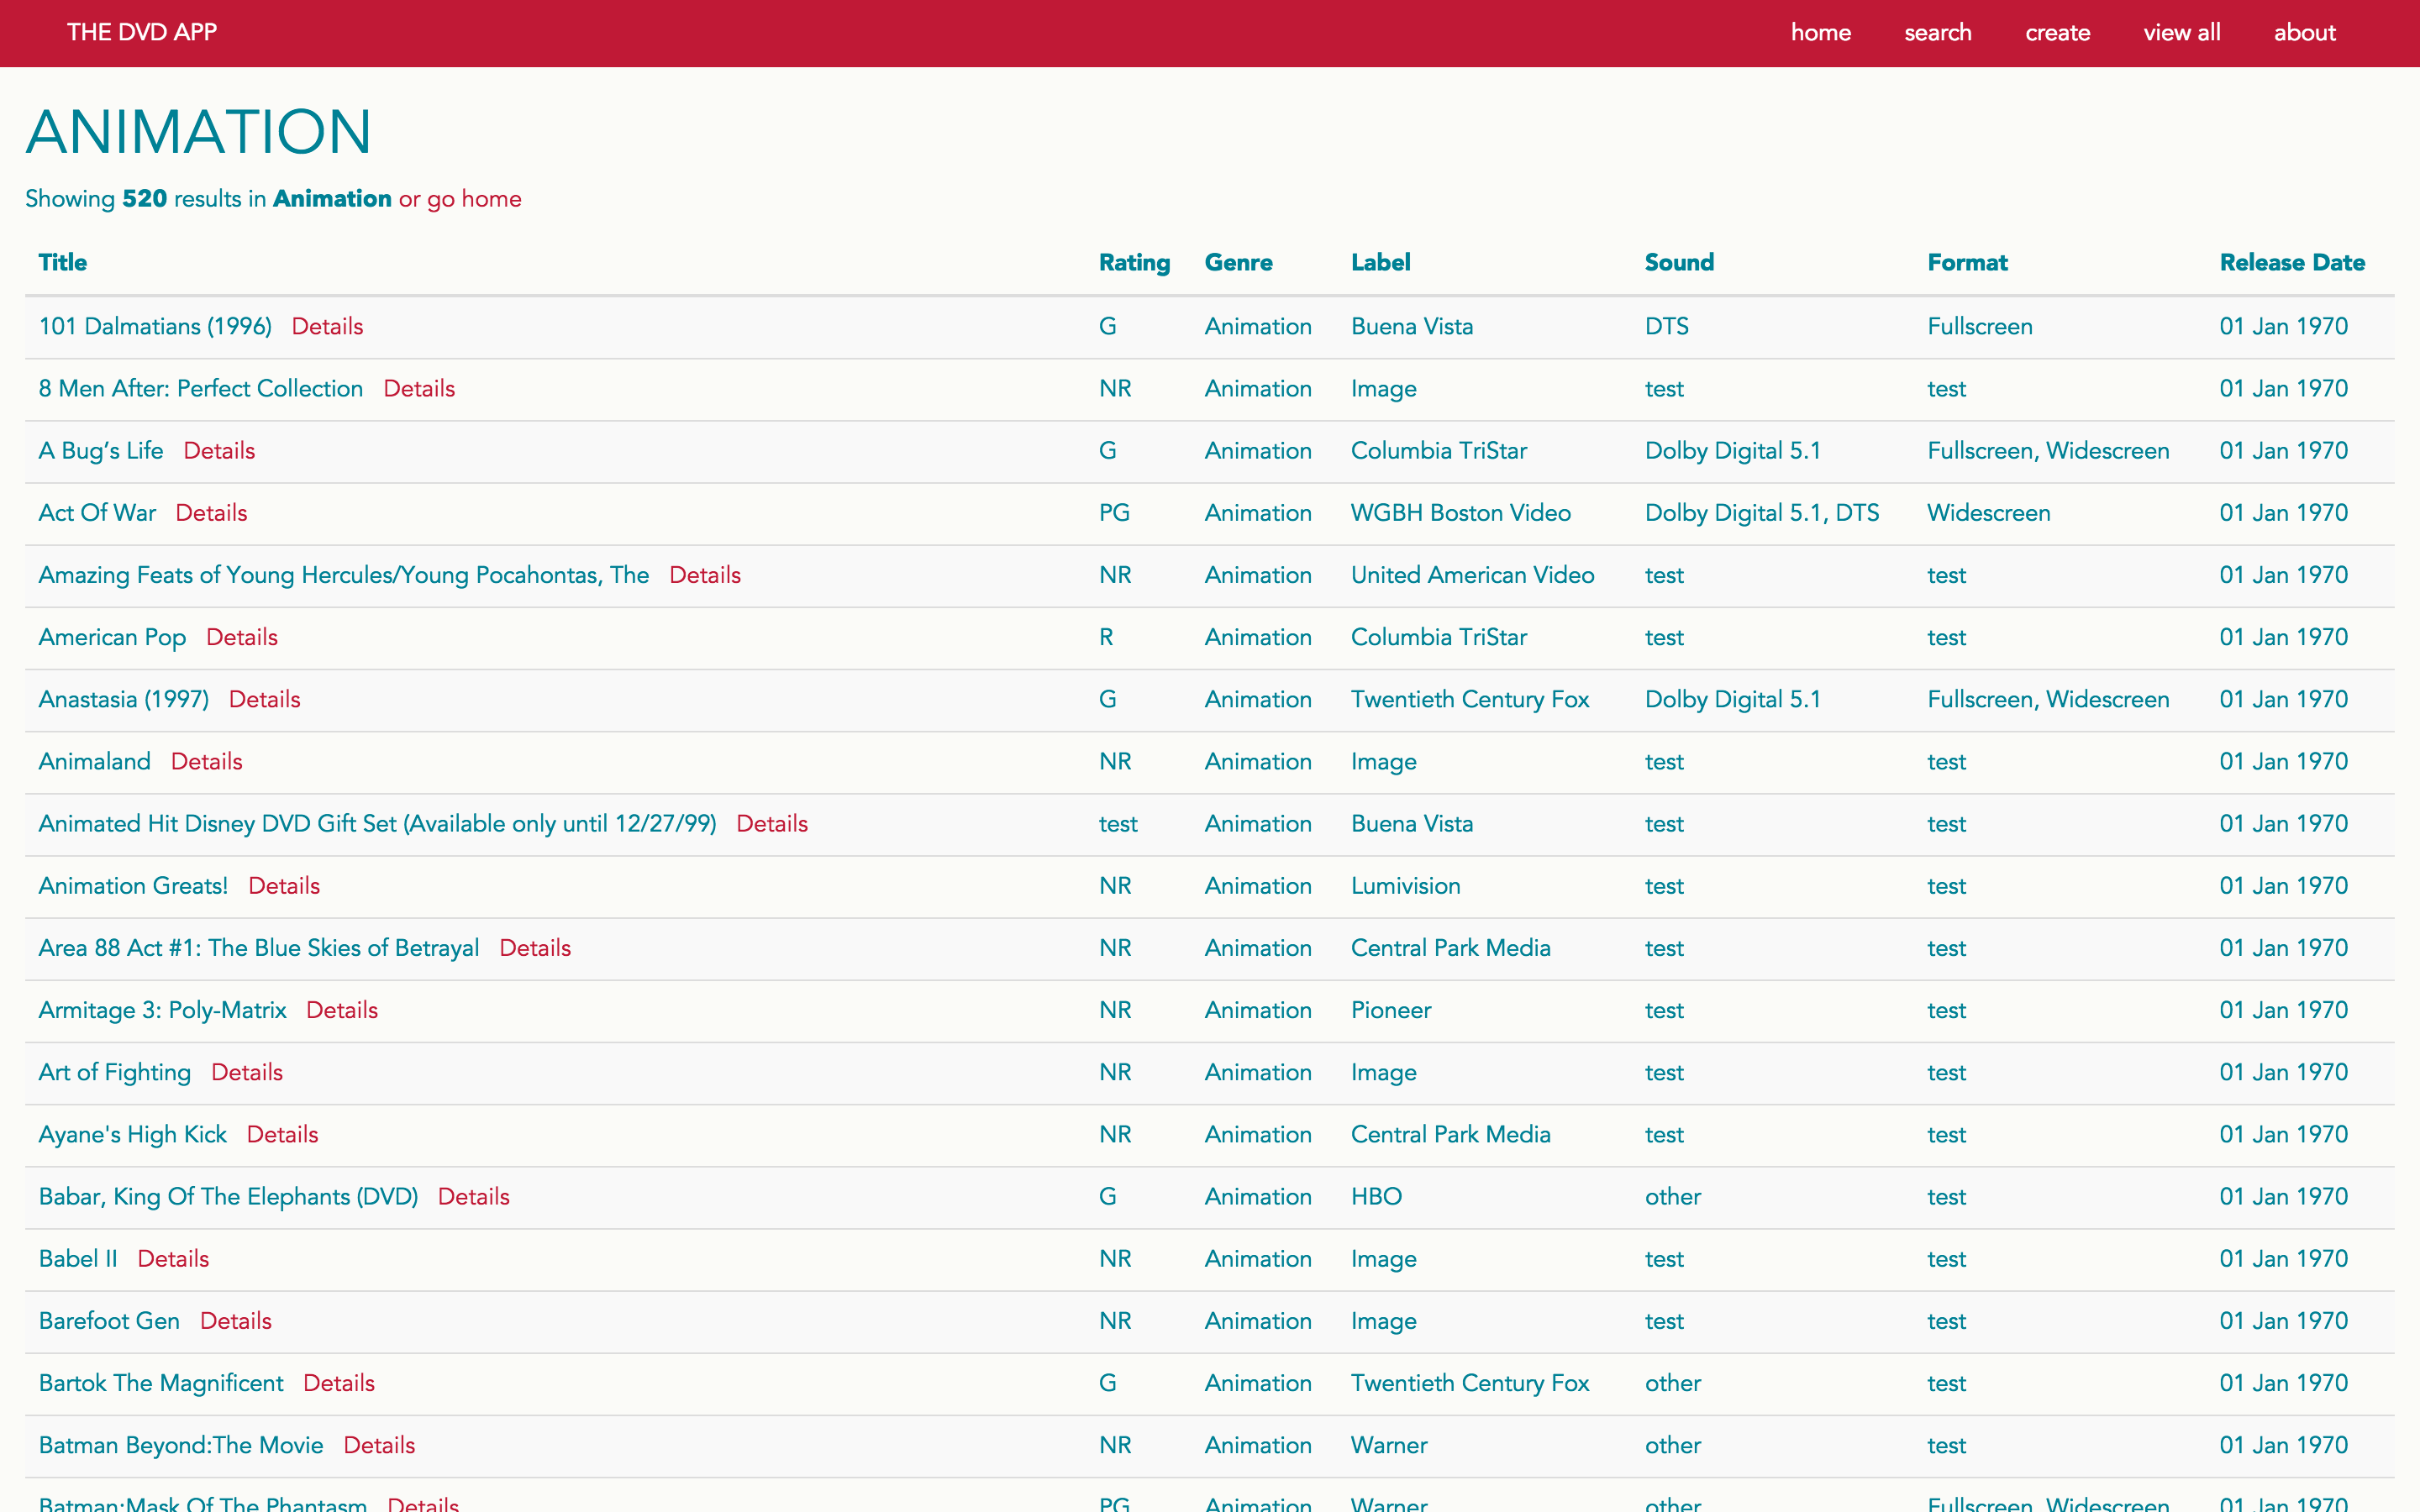 THE DVD APP home search create view all about
ANIMATION
Showing 520 results in Animation or go home
Title Rating Genre Label Sound Format Release Date
101 Dalmatians (1996) Details G Animation Buena Vista DTS Fullscreen 01 Jan 1970
8 Men After: Perfect Collection Details NR Animation Image test test 01 Jan 1970
A Bug’s Life Details G Animation Columbia TriStar Dolby Digital 5.1 Fullscreen, Widescreen 01 Jan 1970
Act Of War Details PG Animation WGBH Boston Video Dolby Digital 5.1, DTS Widescreen 01 Jan 1970
Amazing Feats of Young Hercules/Young Pocahontas, The Details NR Animation United American Video test test 01 Jan 1970
American Pop Details R Animation Columbia TriStar test test 01 Jan 1970
Anastasia (1997) Details G Animation Twentieth Century Fox Dolby Digital 5.1 Fullscreen, Widescreen 01 Jan 1970
Animaland Details NR Animation Image test test 01 Jan 1970
Animated Hit Disney DVD Gift Set (Available only until 12/27/99) Details test Animation Buena Vista test test 01 Jan 1970
Animation Greats! Details NR Animation Lumivision test test 01 Jan 1970
Area 88 Act #1: The Blue Skies of Betrayal Details NR Animation Central Park Media test test 01 Jan 1970
Armitage 3: Poly-Matrix Details NR Animation Pioneer test test 01 Jan 1970
Art of Fighting Details NR Animation Image test test 01 Jan 1970
Ayane's High Kick Details NR Animation Central Park Media test test 01 Jan 1970
Babar, King Of The Elephants (DVD) Details G Animation HBO other test 01 Jan 1970
Babel II Details NR Animation Image test test 01 Jan 1970
Barefoot Gen Details NR Animation Image test test 01 Jan 1970
Bartok The Magnificent Details G Animation Twentieth Century Fox other test 01 Jan 1970
Batman Beyond:The Movie Details NR Animation Warner other test 01 Jan 1970
Batman:Mask Of The Phantasm Details PG Animation Warner other Fullscreen, Widescreen 01 Jan 1970